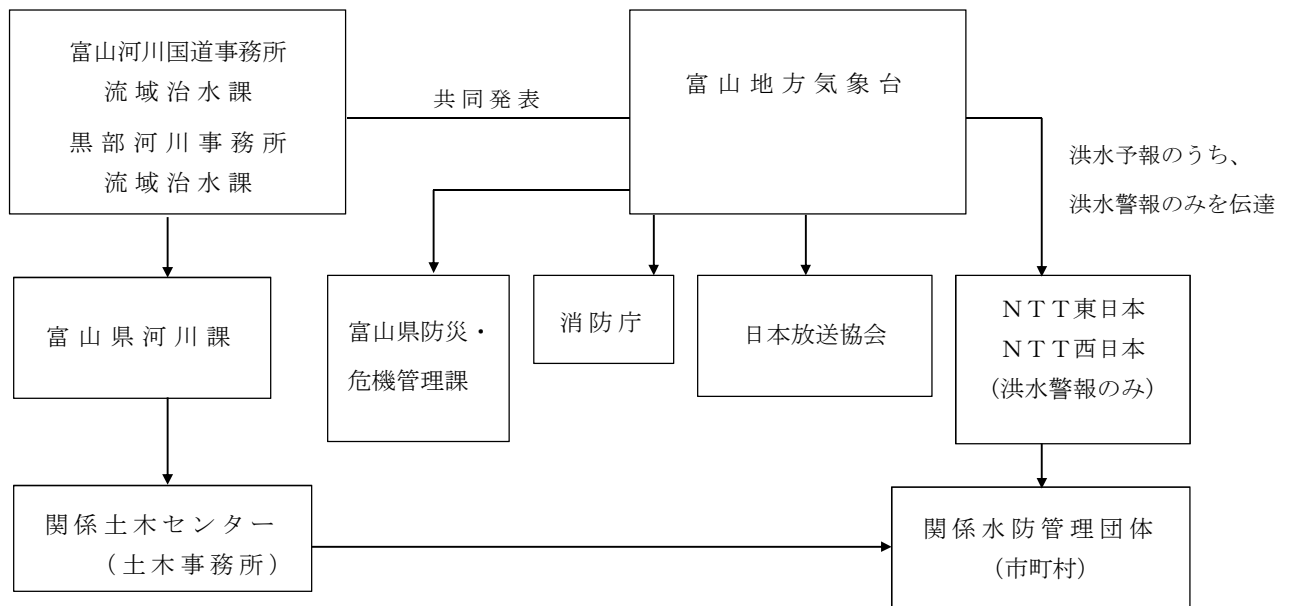 富山河川国道事務所
流域治水課
黒部河川事務所
流域治水課
共同発表
富山地方気象台
洪水予報のうち、
洪水警報のみを伝達
富山県河川課
富山県防災・
危機管理課
消防庁
日本放送協会
ＮＴＴ東日本
ＮＴＴ西日本
（洪水警報のみ）
関係土木センター
（土木事務所）
関係水防管理団体
（市町村）